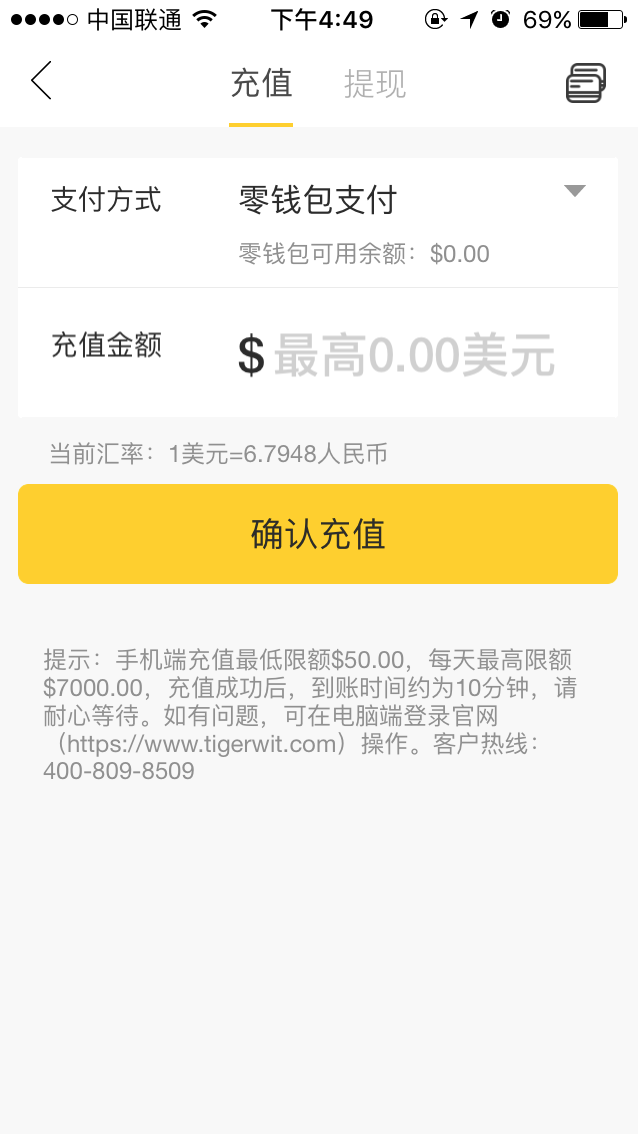 中国联通 下午4:49 69%
充值 提现
支付方式 零钱包支付
零钱包可用余额：$0.00
充值金额 $ 最高0.00美元
当前汇率：1美元=6.7948人民币
确认充值
提示：手机端充值最低限额$50.00，每天最高限额
$7000.00，充值成功后，到账时间约为10分钟，请
耐心等待。如有问题，可在电脑端登录官网
（https://www.tigerwit.com）操作。客户热线：
400-809-8509